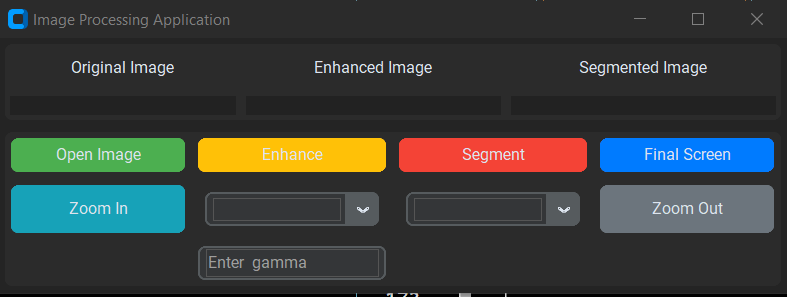 Image Processing Application
Original Image Enhanced Image Segmented Image
Open Image Enhance Segment Final Screen
Zoom In Zoom Out
Enter gamma